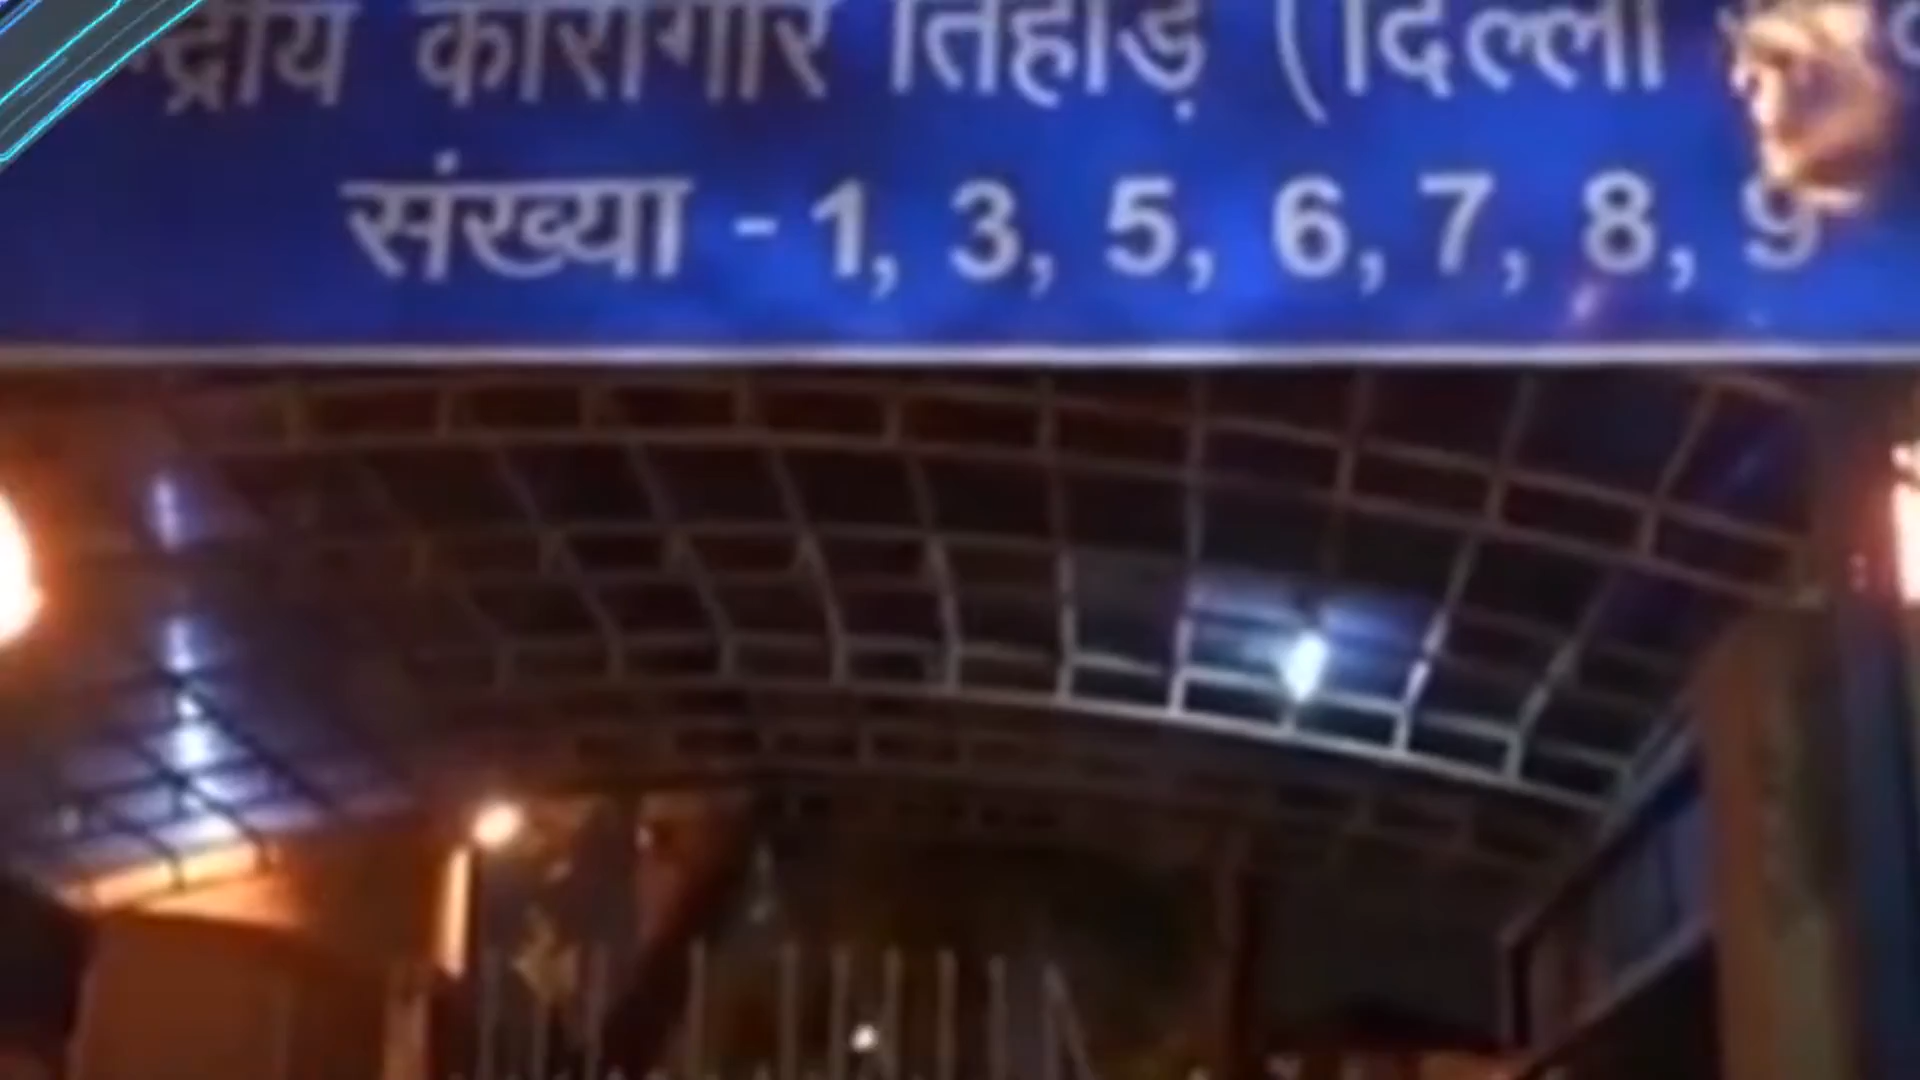 कारागार तिहाड़ (दिल्ली
संख्या - 1, 3, 5, 6, 7, 8, 9